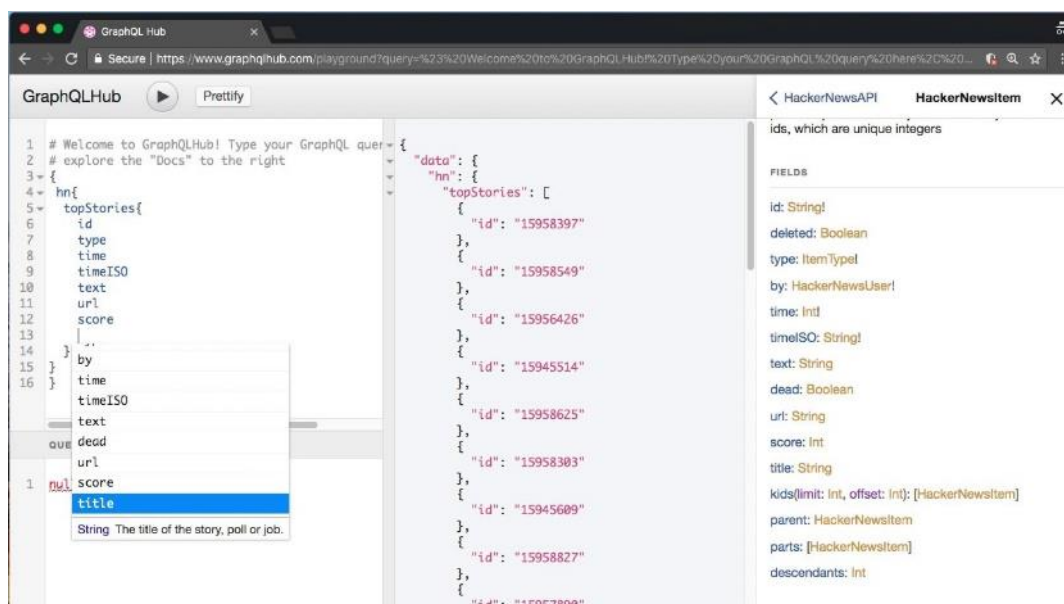 GraphQL Hub
Secure | https://www.graphqlhub.com/playground?query=%23%20Welcome%20to%20GraphQLHub!%20Type%20your%20GraphQL%20query%20here%2C%20...
GraphQLHub
Prettify
1 # Welcome to GraphQLHub! Type your GraphQL quer
2 # explore the "Docs" to the right
3 {
4 hn{
5 topStories{
6 id
7 type
8 time
9 timeISO
10 text
11 url
12 score
13
14 }
15 }
16 }
by
time
timeISO
text
dead
url
score
title
String The title of the story, poll or job.
QUE
1 nul
{
"data": {
"hn": {
"topStories": [
{
"id": "15958397"
},
{
"id": "15958549"
},
{
"id": "15956426"
},
{
"id": "15945514"
},
{
"id": "15958625"
},
{
"id": "15958303"
},
{
"id": "15945609"
},
{
"id": "15958827"
},
{
HackerNewsAPI
HackerNewsItem
ids, which are unique integers
FIELDS
id: String!
deleted: Boolean
type: ItemType!
by: HackerNewsUser!
time: Int!
timeISO: String!
text: String
dead: Boolean
url: String
score: Int
title: String
kids(limit: Int, offset: Int): [HackerNewsItem]
parent: HackerNewsItem
parts: [HackerNewsItem]
descendants: Int